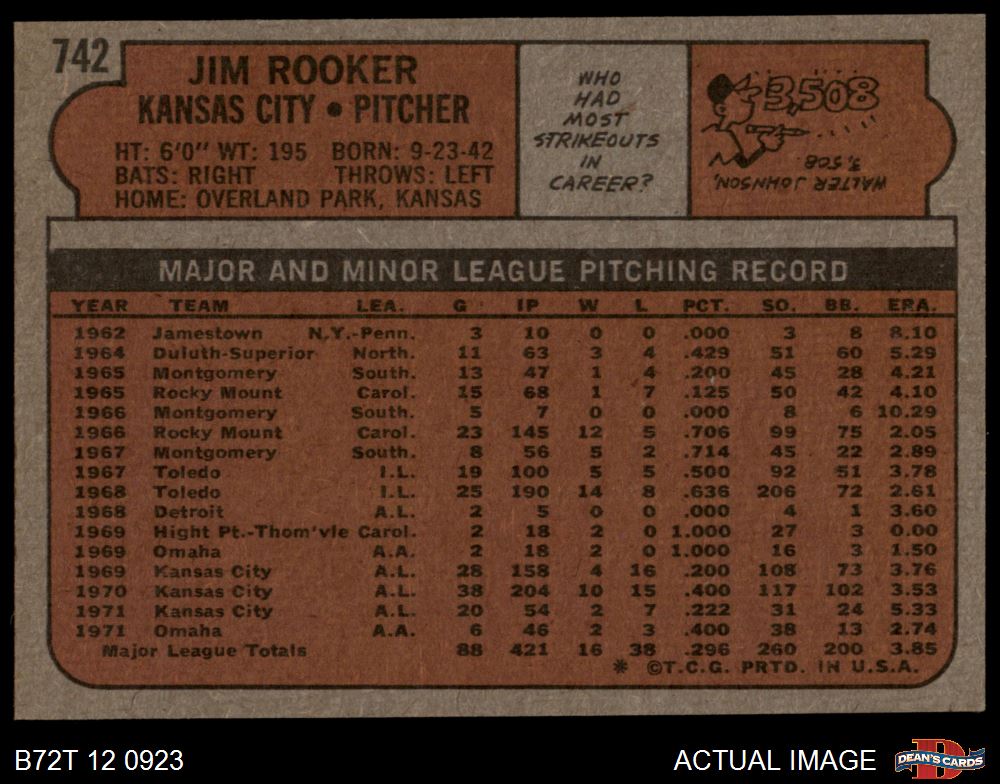 742
JIM ROOKER
KANSAS CITY • PITCHER
HT: 6'0" WT: 195 BORN: 9-23-42
BATS: RIGHT THROWS: LEFT
HOME: OVERLAND PARK, KANSAS
WHO
HAD
MOST
STRIKEOUTS
IN
CAREER?
3,508
WALTER JOHNSON,
3,508.
MAJOR AND MINOR LEAGUE PITCHING RECORD
YEAR TEAM LEA. G IP W L PCT. SO. BB. ERA.
1962 Jamestown N.Y.-Penn. 3 10 0 0 .000 3 8 8.10
1964 Duluth-Superior North. 11 63 3 4 .429 51 60 5.29
1965 Montgomery South. 13 47 1 4 .200 45 28 4.21
1965 Rocky Mount Carol. 15 68 1 7 .125 50 42 4.10
1966 Montgomery South. 5 7 0 0 .000 8 6 10.29
1966 Rocky Mount Carol. 23 145 12 5 .706 99 75 2.05
1967 Montgomery South. 8 56 5 2 .714 45 22 2.89
1967 Toledo I.L. 19 100 5 5 .500 92 51 3.78
1968 Toledo I.L. 25 190 14 8 .636 206 72 2.61
1968 Detroit A.L. 2 5 0 0 .000 4 1 3.60
1969 Hight Pt.-Thom'vle Carol. 2 18 2 0 1.000 27 3 0.00
1969 Omaha A.A. 2 18 2 0 1.000 16 3 1.50
1969 Kansas City A.L. 28 158 4 16 .200 108 73 3.76
1970 Kansas City A.L. 38 204 10 15 .400 117 102 3.53
1971 Kansas City A.L. 20 54 2 7 .222 31 24 5.33
1971 Omaha A.A. 6 46 2 3 .400 38 13 2.74
Major League Totals 88 421 16 38 .296 260 200 3.85
* ©T.C.G. PRTD. IN U.S.A.
B72T 12 0923
ACTUAL IMAGE
D
DEAN'S CARDS